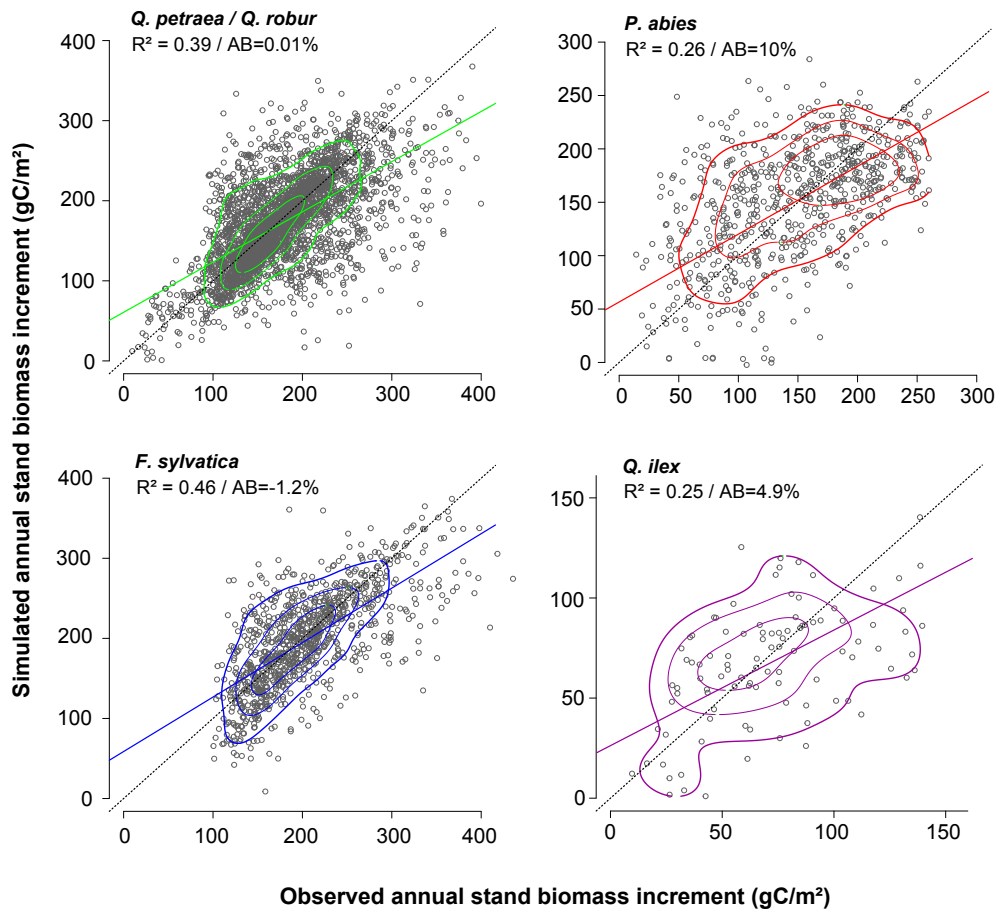 Q. petraea / Q. robur
R² = 0.39 / AB=0.01%
400
300
200
100
0
0 100 200 300 400
P. abies
R² = 0.26 / AB=10%
300
250
200
150
100
50
0
0 50 100 150 200 250 300
F. sylvatica
R² = 0.46 / AB=-1.2%
400
300
200
100
0
0 100 200 300 400
Q. ilex
R² = 0.25 / AB=4.9%
150
100
50
0
0 50 100 150
Simulated annual stand biomass increment (gC/m²)
Observed annual stand biomass increment (gC/m²)